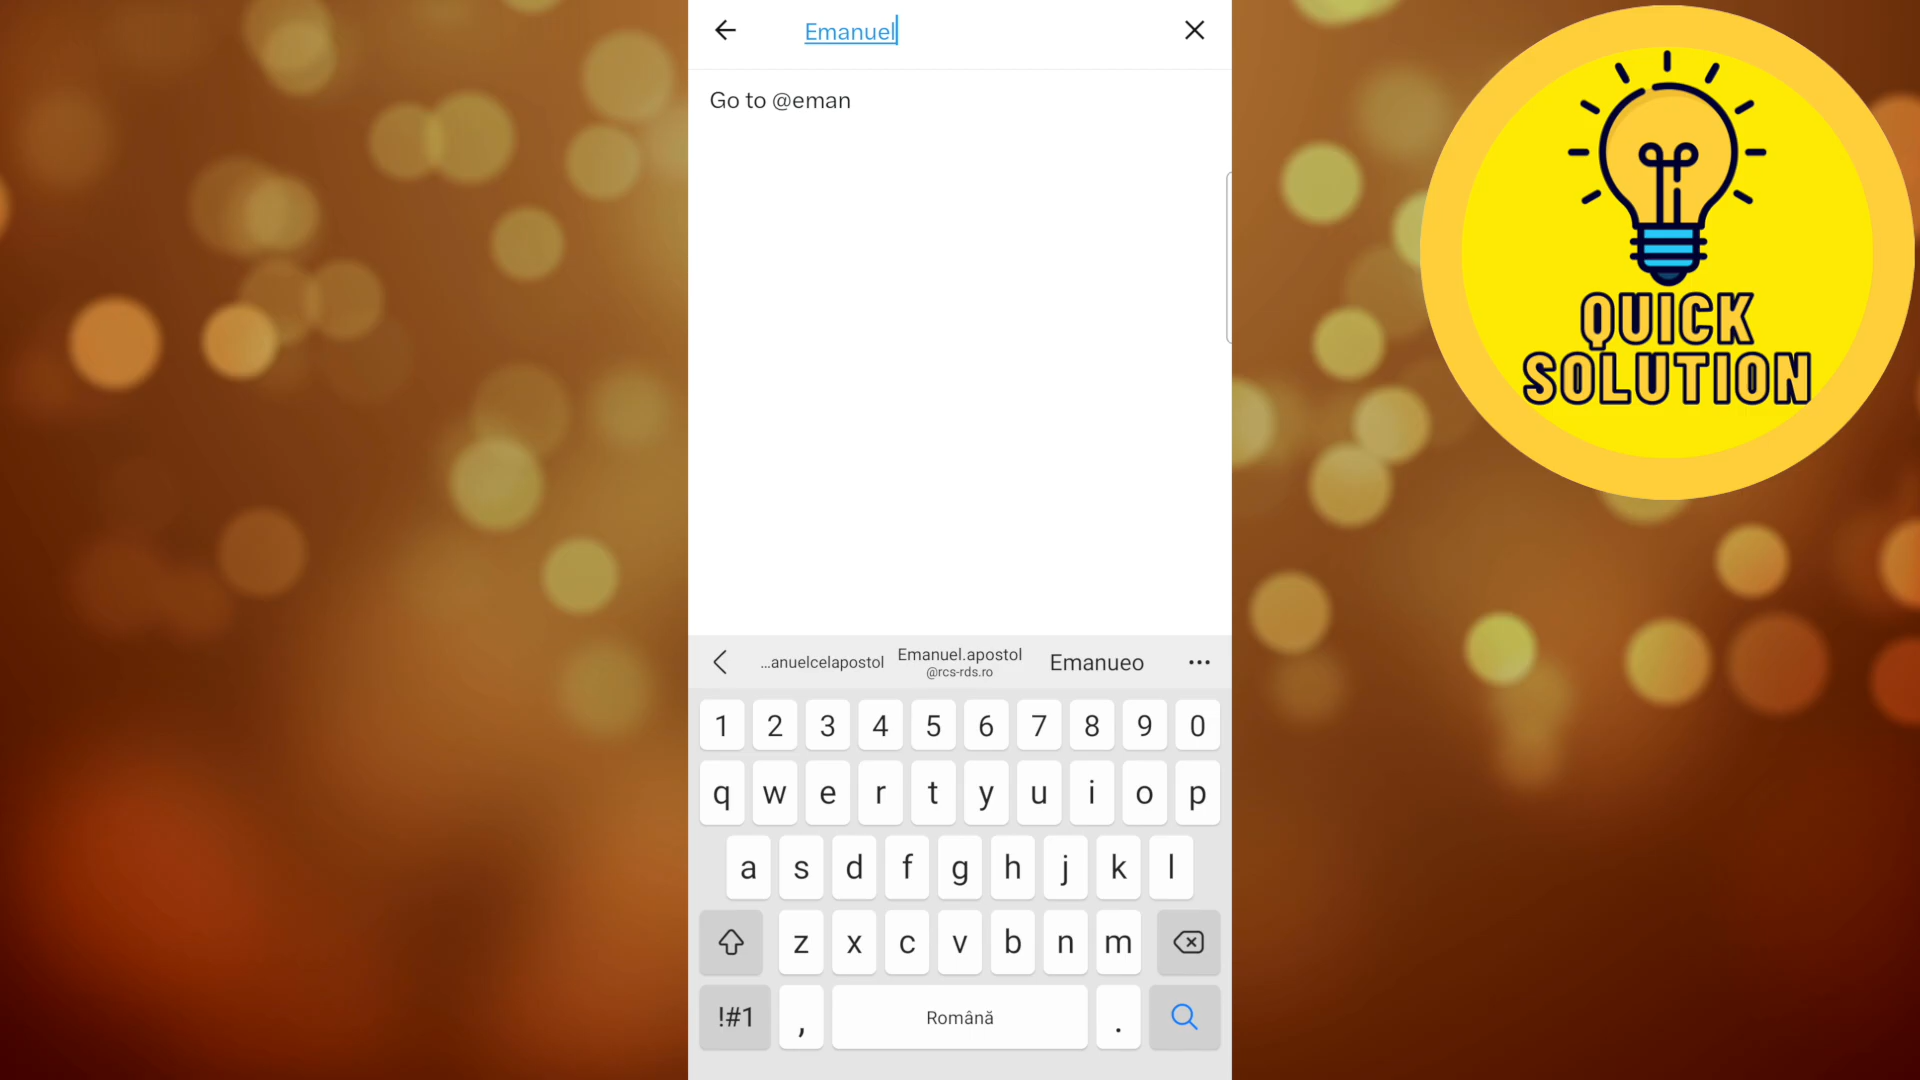 Emanuel
Go to @eman
...anuelcelapostol
Emanuel.apostol
@rcs-rds.ro
Emanueo
1 2 3 4 5 6 7 8 9 0
q w e r t y u i o p
a s d f g h j k l
z x c v b n m
!#1 , Română .
QUICK
SOLUTION